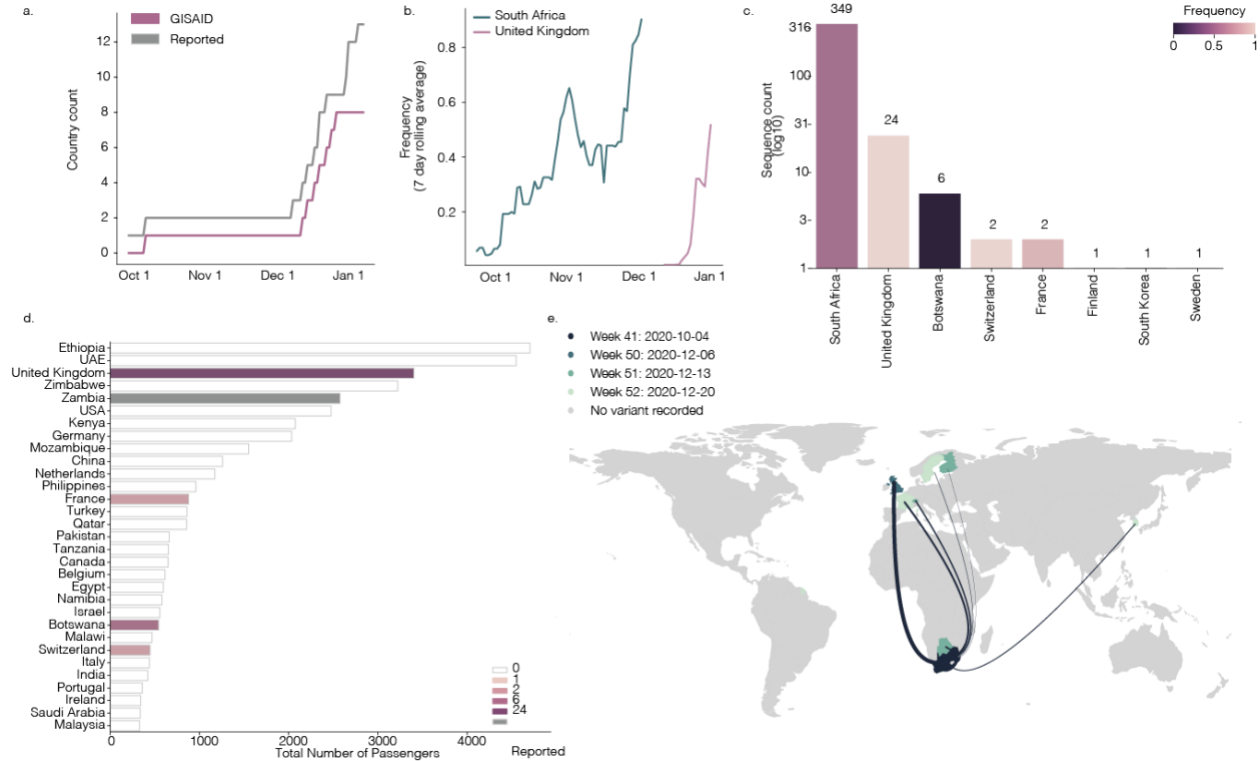 a.
GISAID
Reported
Country count
12
10
8
6
4
2
0
Oct 1
Nov 1
Dec 1
Jan 1
b.
South Africa
United Kingdom
Frequency
(7 day rolling average)
0.8
0.6
0.4
0.2
Oct 1
Nov 1
Dec 1
Jan 1
c.
Frequency
0
0.5
1
Sequence count
(log10)
316
100
31
10
3
1
349
24
6
2
2
1
1
1
South Africa
United Kingdom
Botswana
Switzerland
France
Finland
South Korea
Sweden
d.
Ethiopia
UAE
United Kingdom
Zimbabwe
Zambia
USA
Kenya
Germany
Mozambique
China
Netherlands
Philippines
France
Turkey
Qatar
Pakistan
Tanzania
Canada
Belgium
Egypt
Namibia
Israel
Botswana
Malawi
Switzerland
Italy
India
Portugal
Ireland
Saudi Arabia
Malaysia
0
1000
2000
3000
4000
Total Number of Passengers
0
1
2
6
24
Reported
e.
Week 41: 2020-10-04
Week 50: 2020-12-06
Week 51: 2020-12-13
Week 52: 2020-12-20
No variant recorded